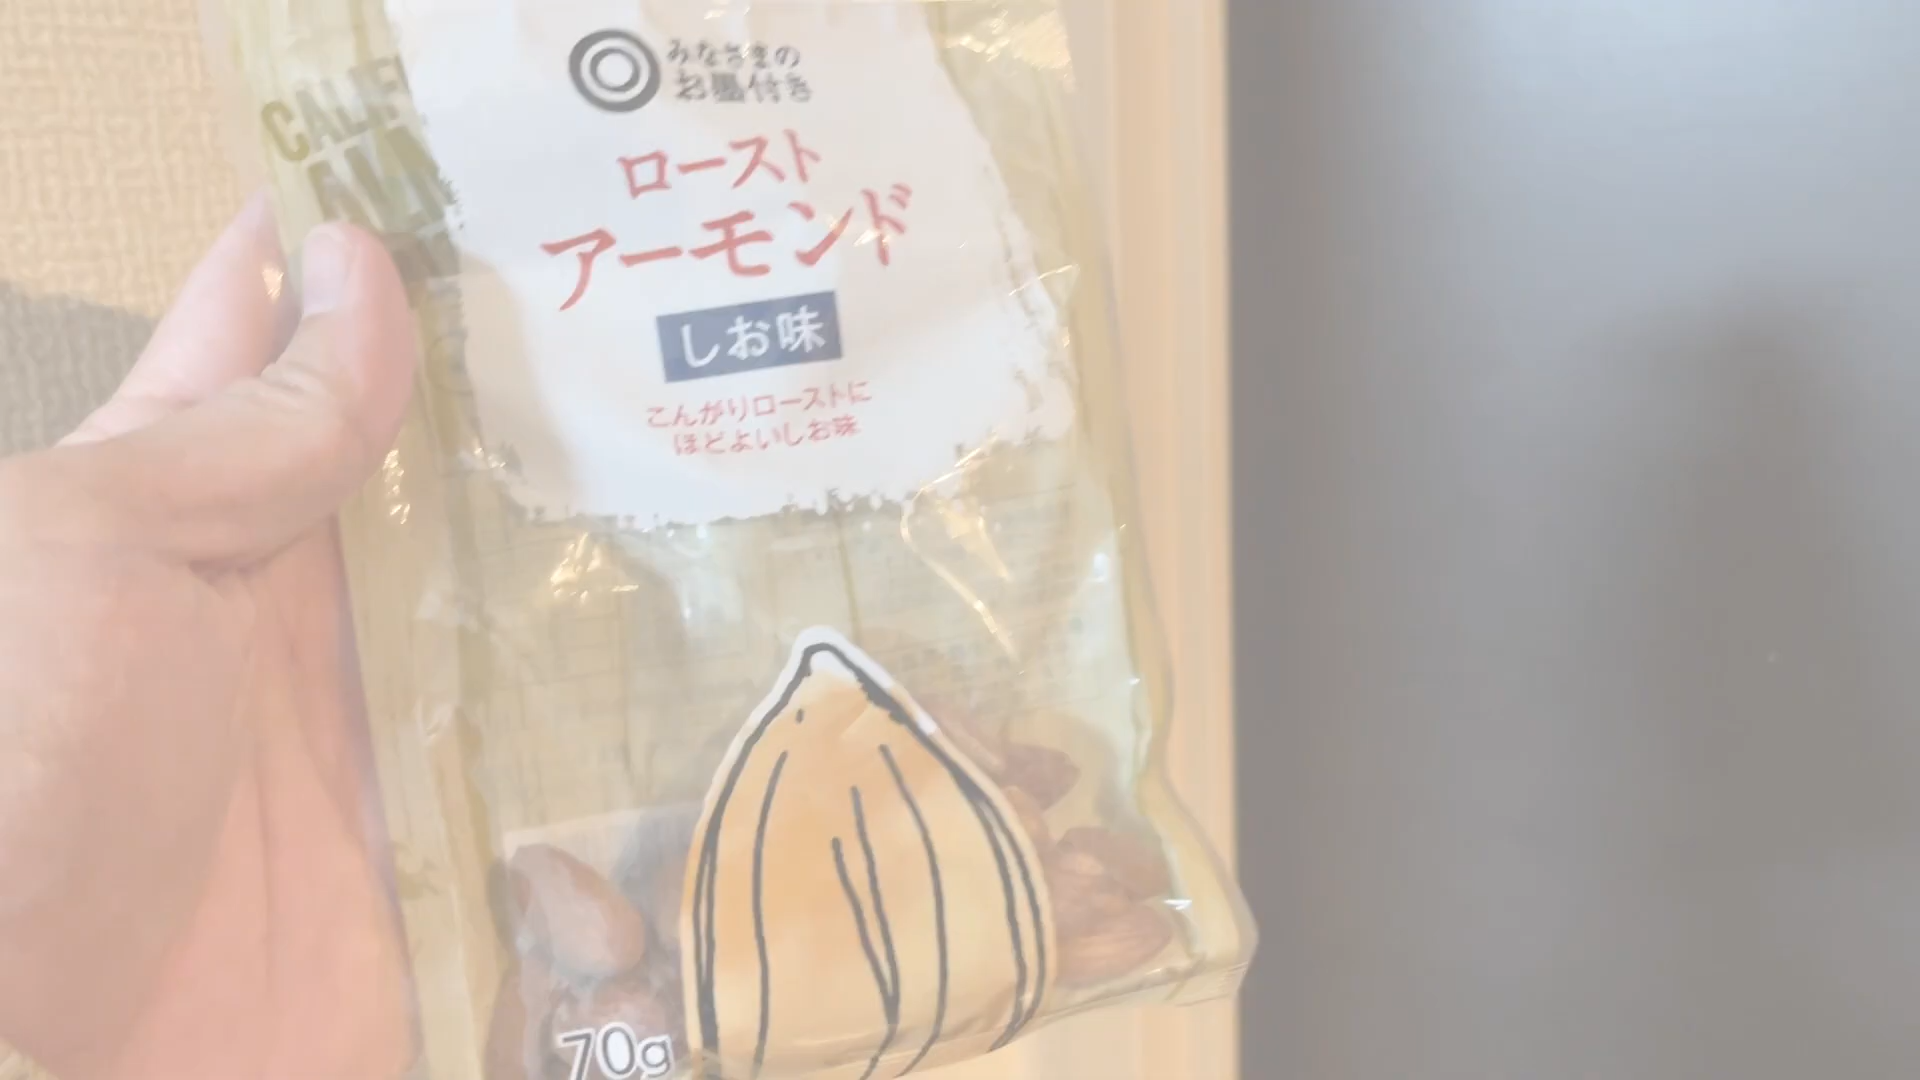 みなさまの
お墨付き
ロースト
アーモンド
しお味
こんがりローストに
ほどよいしお味
70g